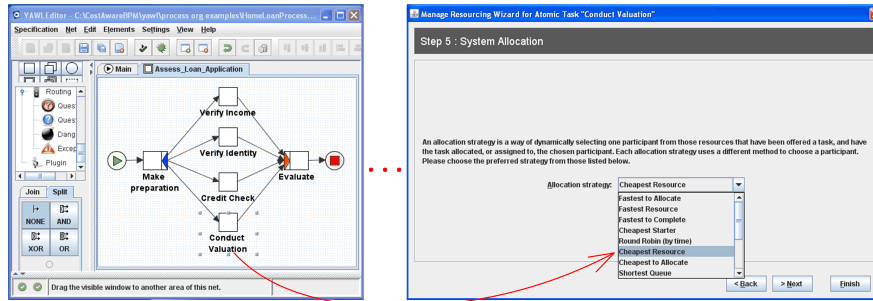 YAWLEditor - C:\CostAwareBPM\yawl\process org examples\HomeLoanProcess...
Specification Net Edit Elements Settings View Help
Main
Assess_Loan_Application
Routing
Ques
Ques
Dang
Excep
Plugin
Join
Split
NONE
AND
XOR
OR
Verify Income
Verify Identity
Make
preparation
Evaluate
Credit Check
Conduct
Valuation
Drag the visible window to another area of this net.
Manage Resourcing Wizard for Atomic Task "Conduct Valuation"
Step 5 : System Allocation
An allocation strategy is a way of dynamically selecting one participant from those resources that have been offered a task, and have
the task allocated, or assigned to, the chosen participant. Each allocation strategy uses a different method to choose a participant.
Please choose the preferred strategy from those listed below.
Allocation strategy: Cheapest Resource
Fastest to Allocate
Fastest Resource
Fastest to Complete
Cheapest Starter
Round Robin (by time)
Cheapest Resource
Cheapest to Allocate
Shortest Queue
< Back
> Next
Finish